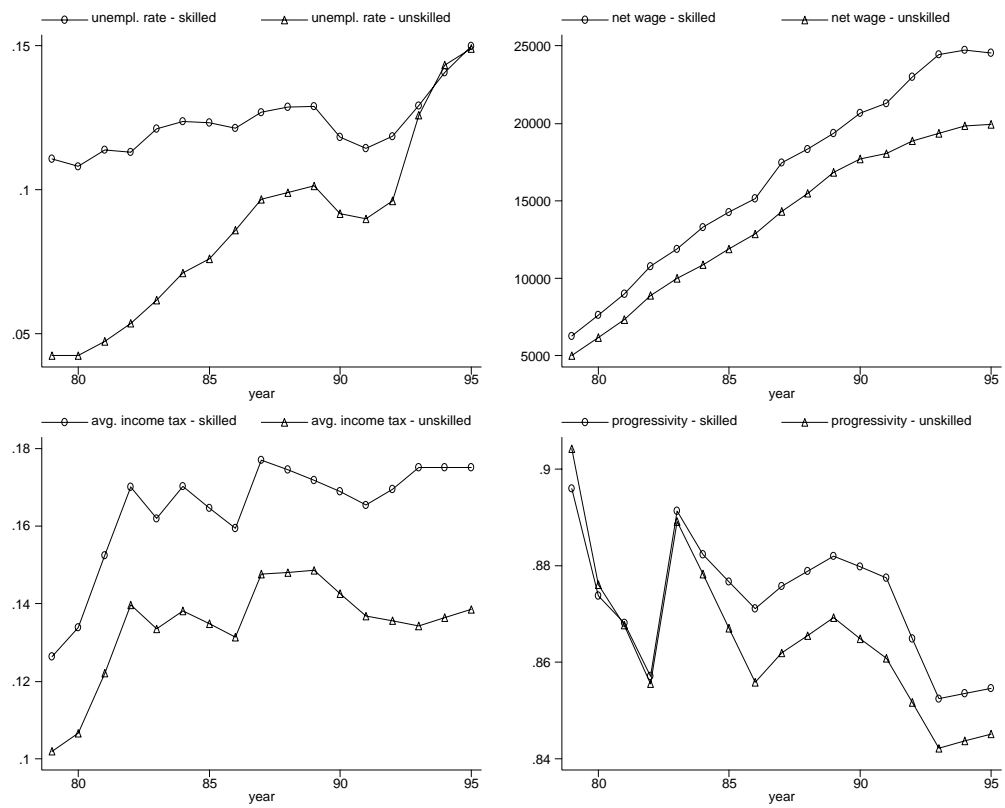 unempl. rate - skilled unempl. rate - unskilled
.15
.1
.05
80 85 90 95
year
net wage - skilled net wage - unskilled
25000
20000
15000
10000
5000
80 85 90 95
year
avg. income tax - skilled avg. income tax - unskilled
.18
.16
.14
.12
.1
80 85 90 95
year
progressivity - skilled progressivity - unskilled
.9
.88
.86
.84
80 85 90 95
year